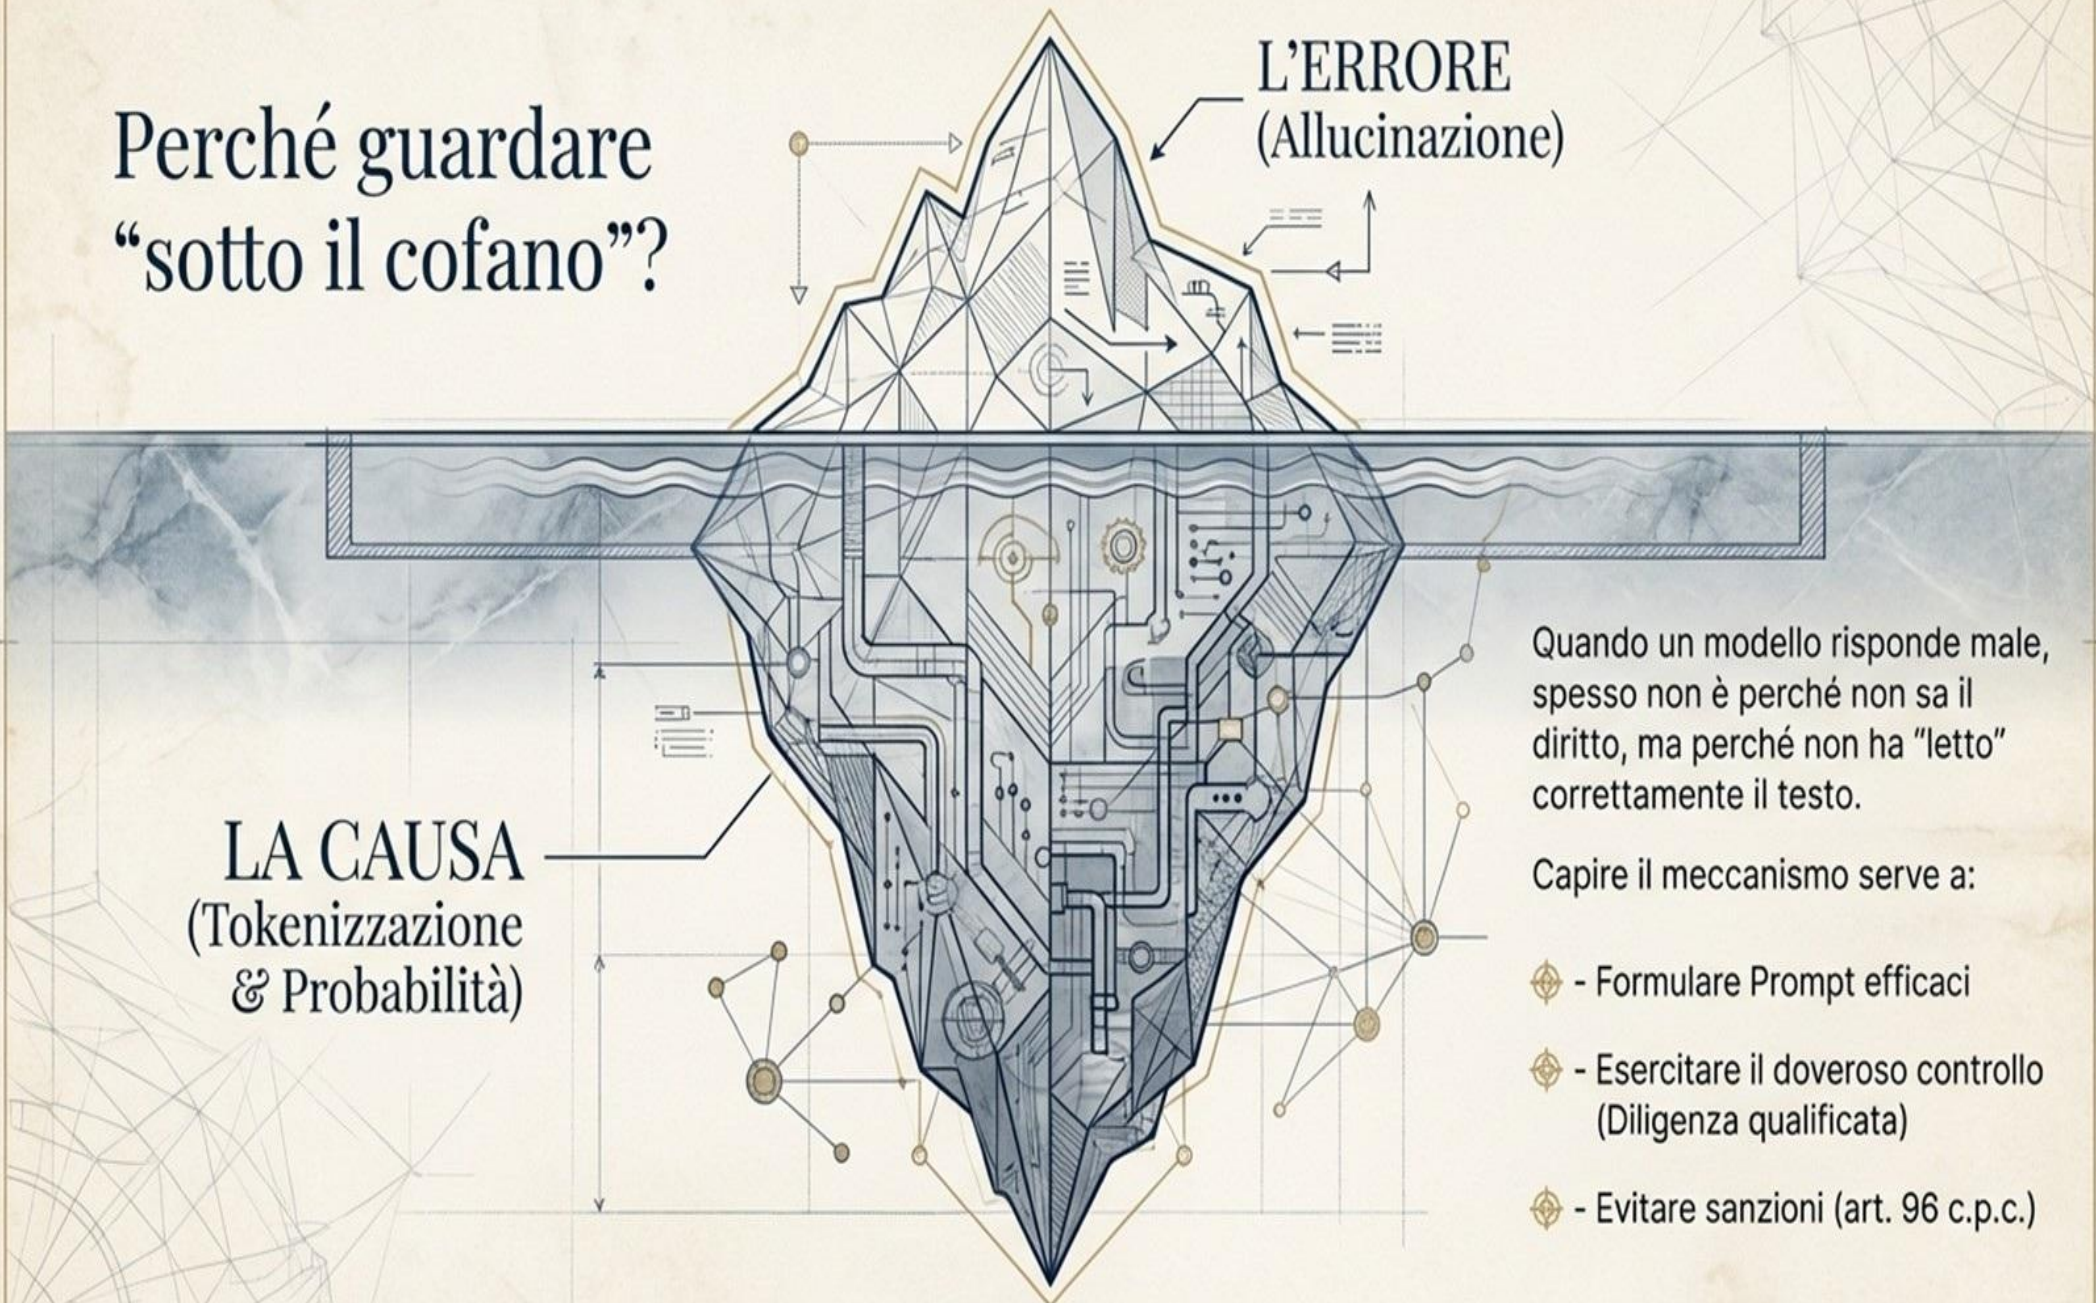 Perché guardare
“sotto il cofano”?
L’ERRORE
(Allucinazione)
LA CAUSA
(Tokenizzazione
& Probabilità)
Quando un modello risponde male,
spesso non è perché non sa il
diritto, ma perché non ha "letto"
correttamente il testo.
Capire il meccanismo serve a:
- Formulare Prompt efficaci
- Esercitare il doveroso controllo
(Diligenza qualificata)
- Evitare sanzioni (art. 96 c.p.c.)